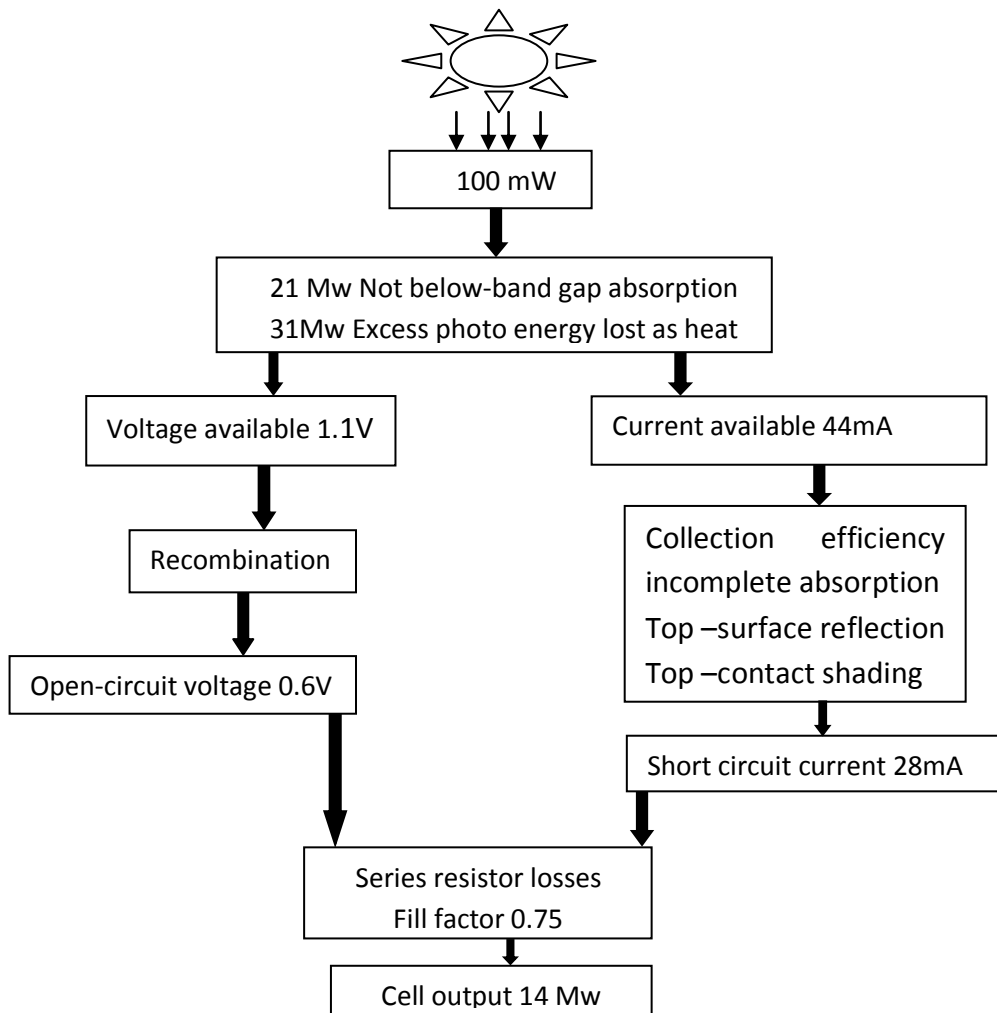 100 mW
21 Mw Not below-band gap absorption
31Mw Excess photo energy lost as heat
Voltage available 1.1V
Current available 44mA
Recombination
Collection efficiency
incomplete absorption
Top –surface reflection
Top –contact shading
Open-circuit voltage 0.6V
Short circuit current 28mA
Series resistor losses
Fill factor 0.75
Cell output 14 Mw